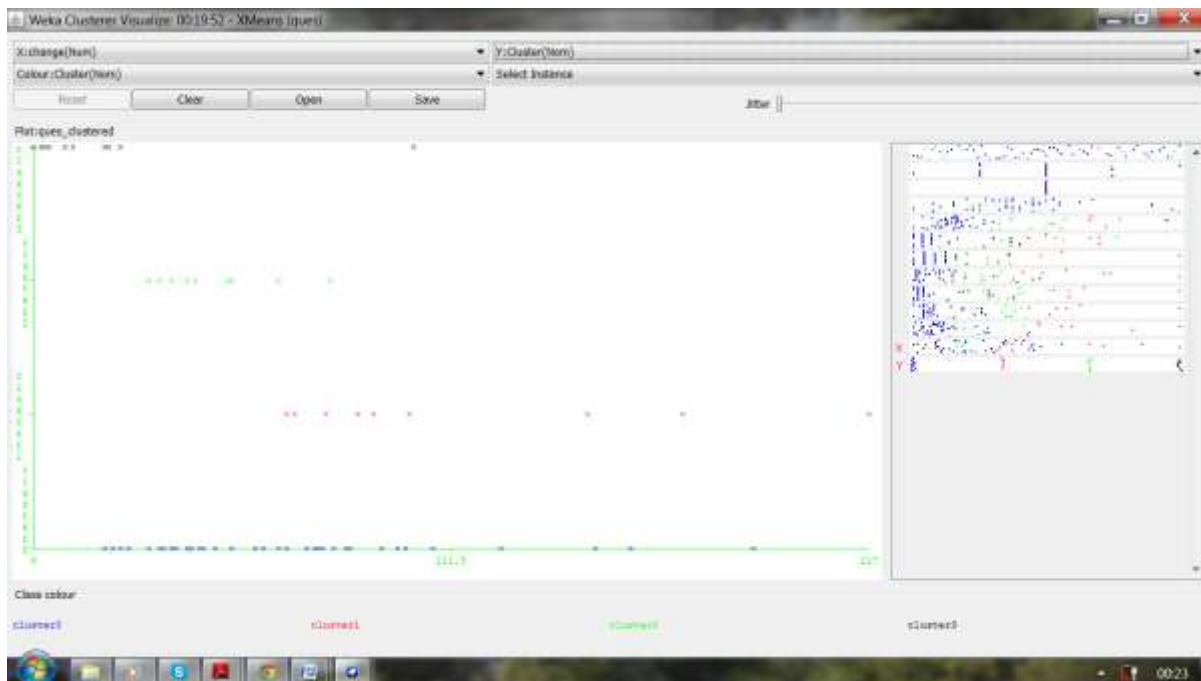 Weka Clusterer Visualize: 00:19:52 - XMeans (ques)
X:change(Num)
Y:Cluster(Nom)
Colour:Cluster(Nom)
Select Instance
Reset
Clear
Open
Save
Jitter
Plot:ques_clustered
X
Y
0
111.5
Class colour
cluster0
cluster1
cluster2
cluster3
00:23